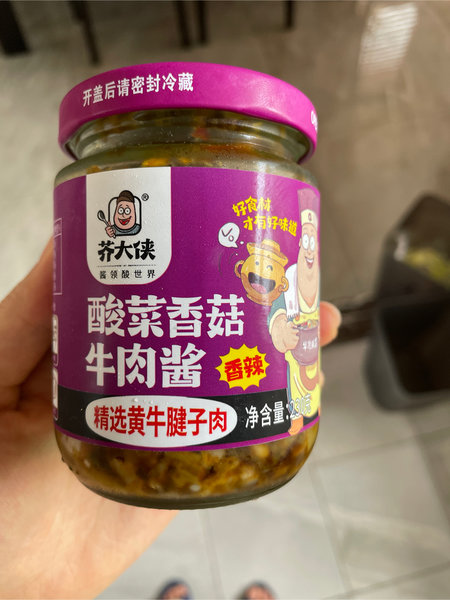 开盖后请密封冷藏
芥大侠
®
酱领酸世界
好食材
才有好味道
酸菜香菇
牛肉酱
香辣
精选黄牛腱子肉
净含量: